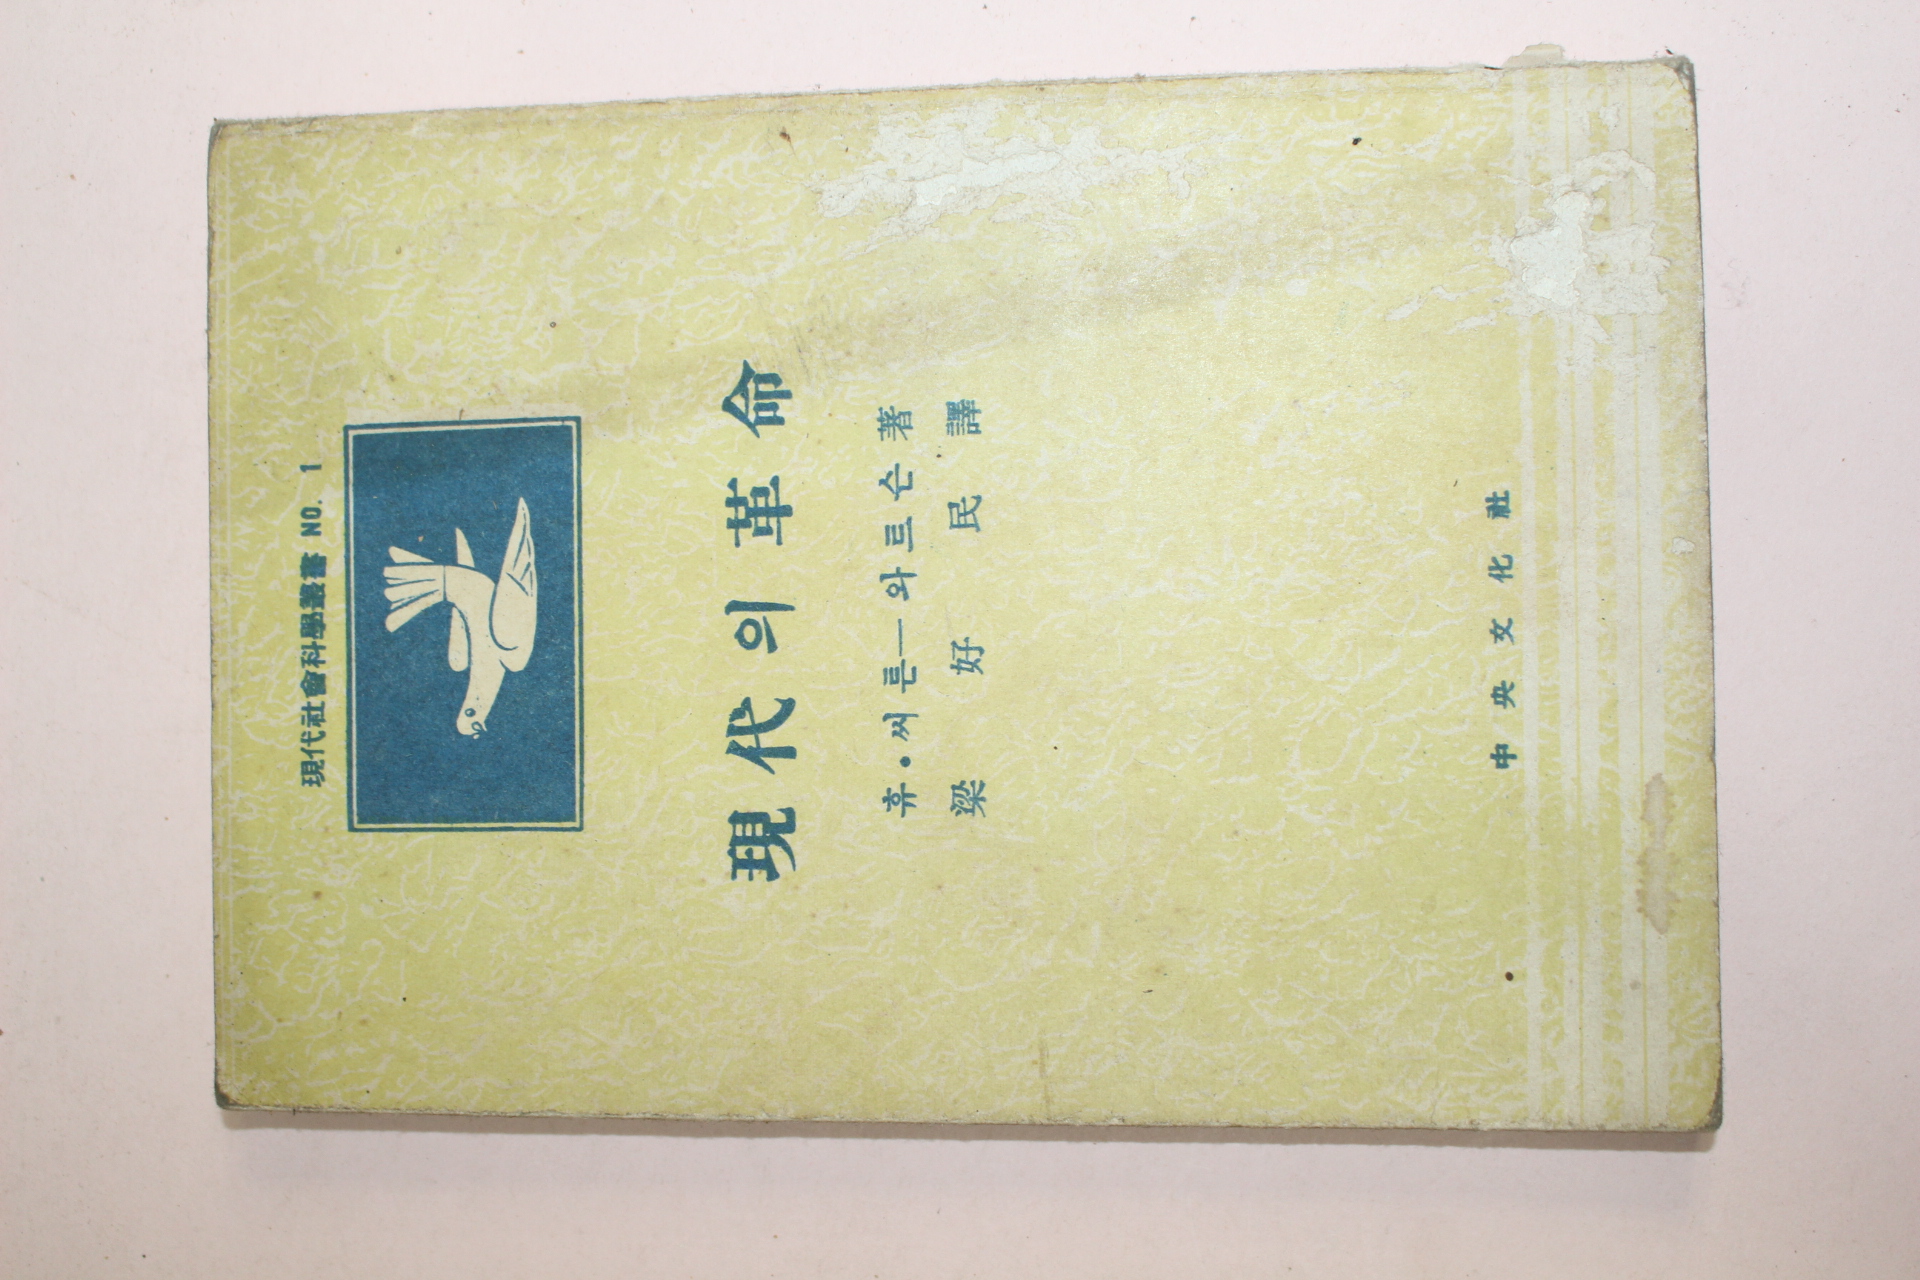 現代社會科學叢書 NO. 1
現代의革命
휴·씨튼—와르슨 著
梁好民 譯
中央文化社